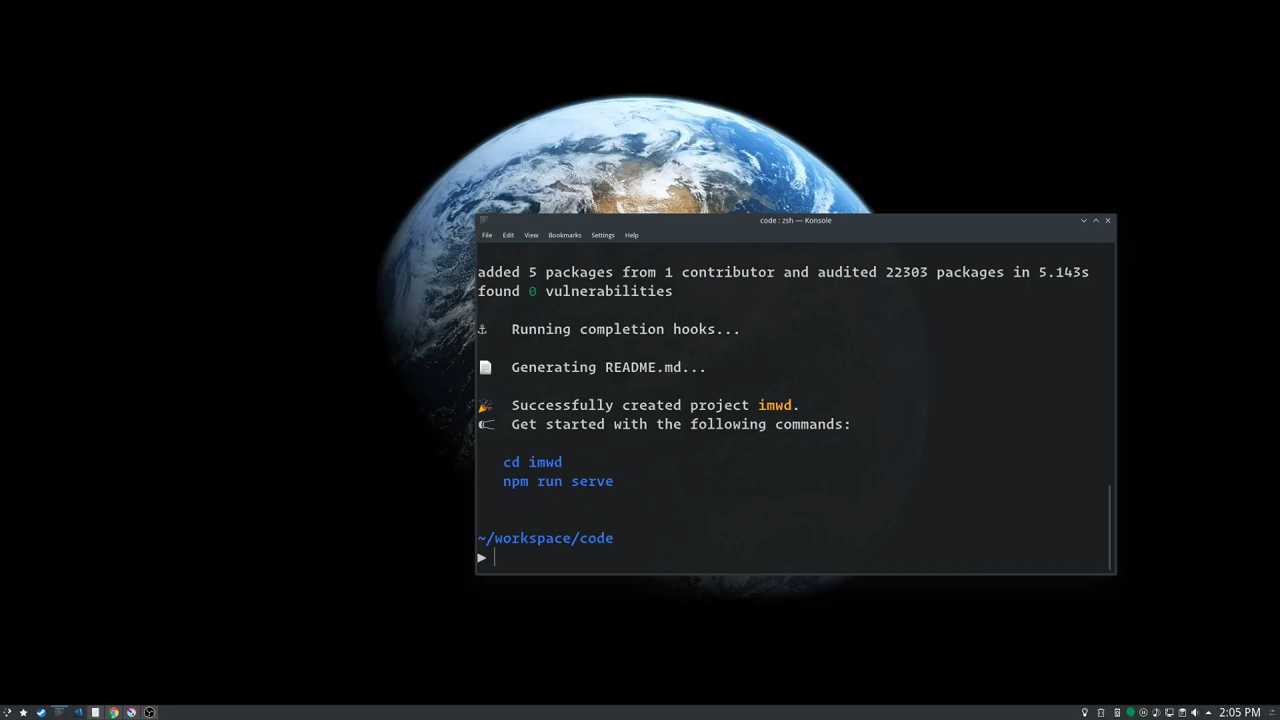 code : zsh — Konsole
File Edit View Bookmarks Settings Help
added 5 packages from 1 contributor and audited 22303 packages in 5.143s
found 0 vulnerabilities
⚓ Running completion hooks...
📄 Generating README.md...
🎉 Successfully created project imwd.
Get started with the following commands:
cd imwd
npm run serve
~/workspace/code
▶
2:05 PM